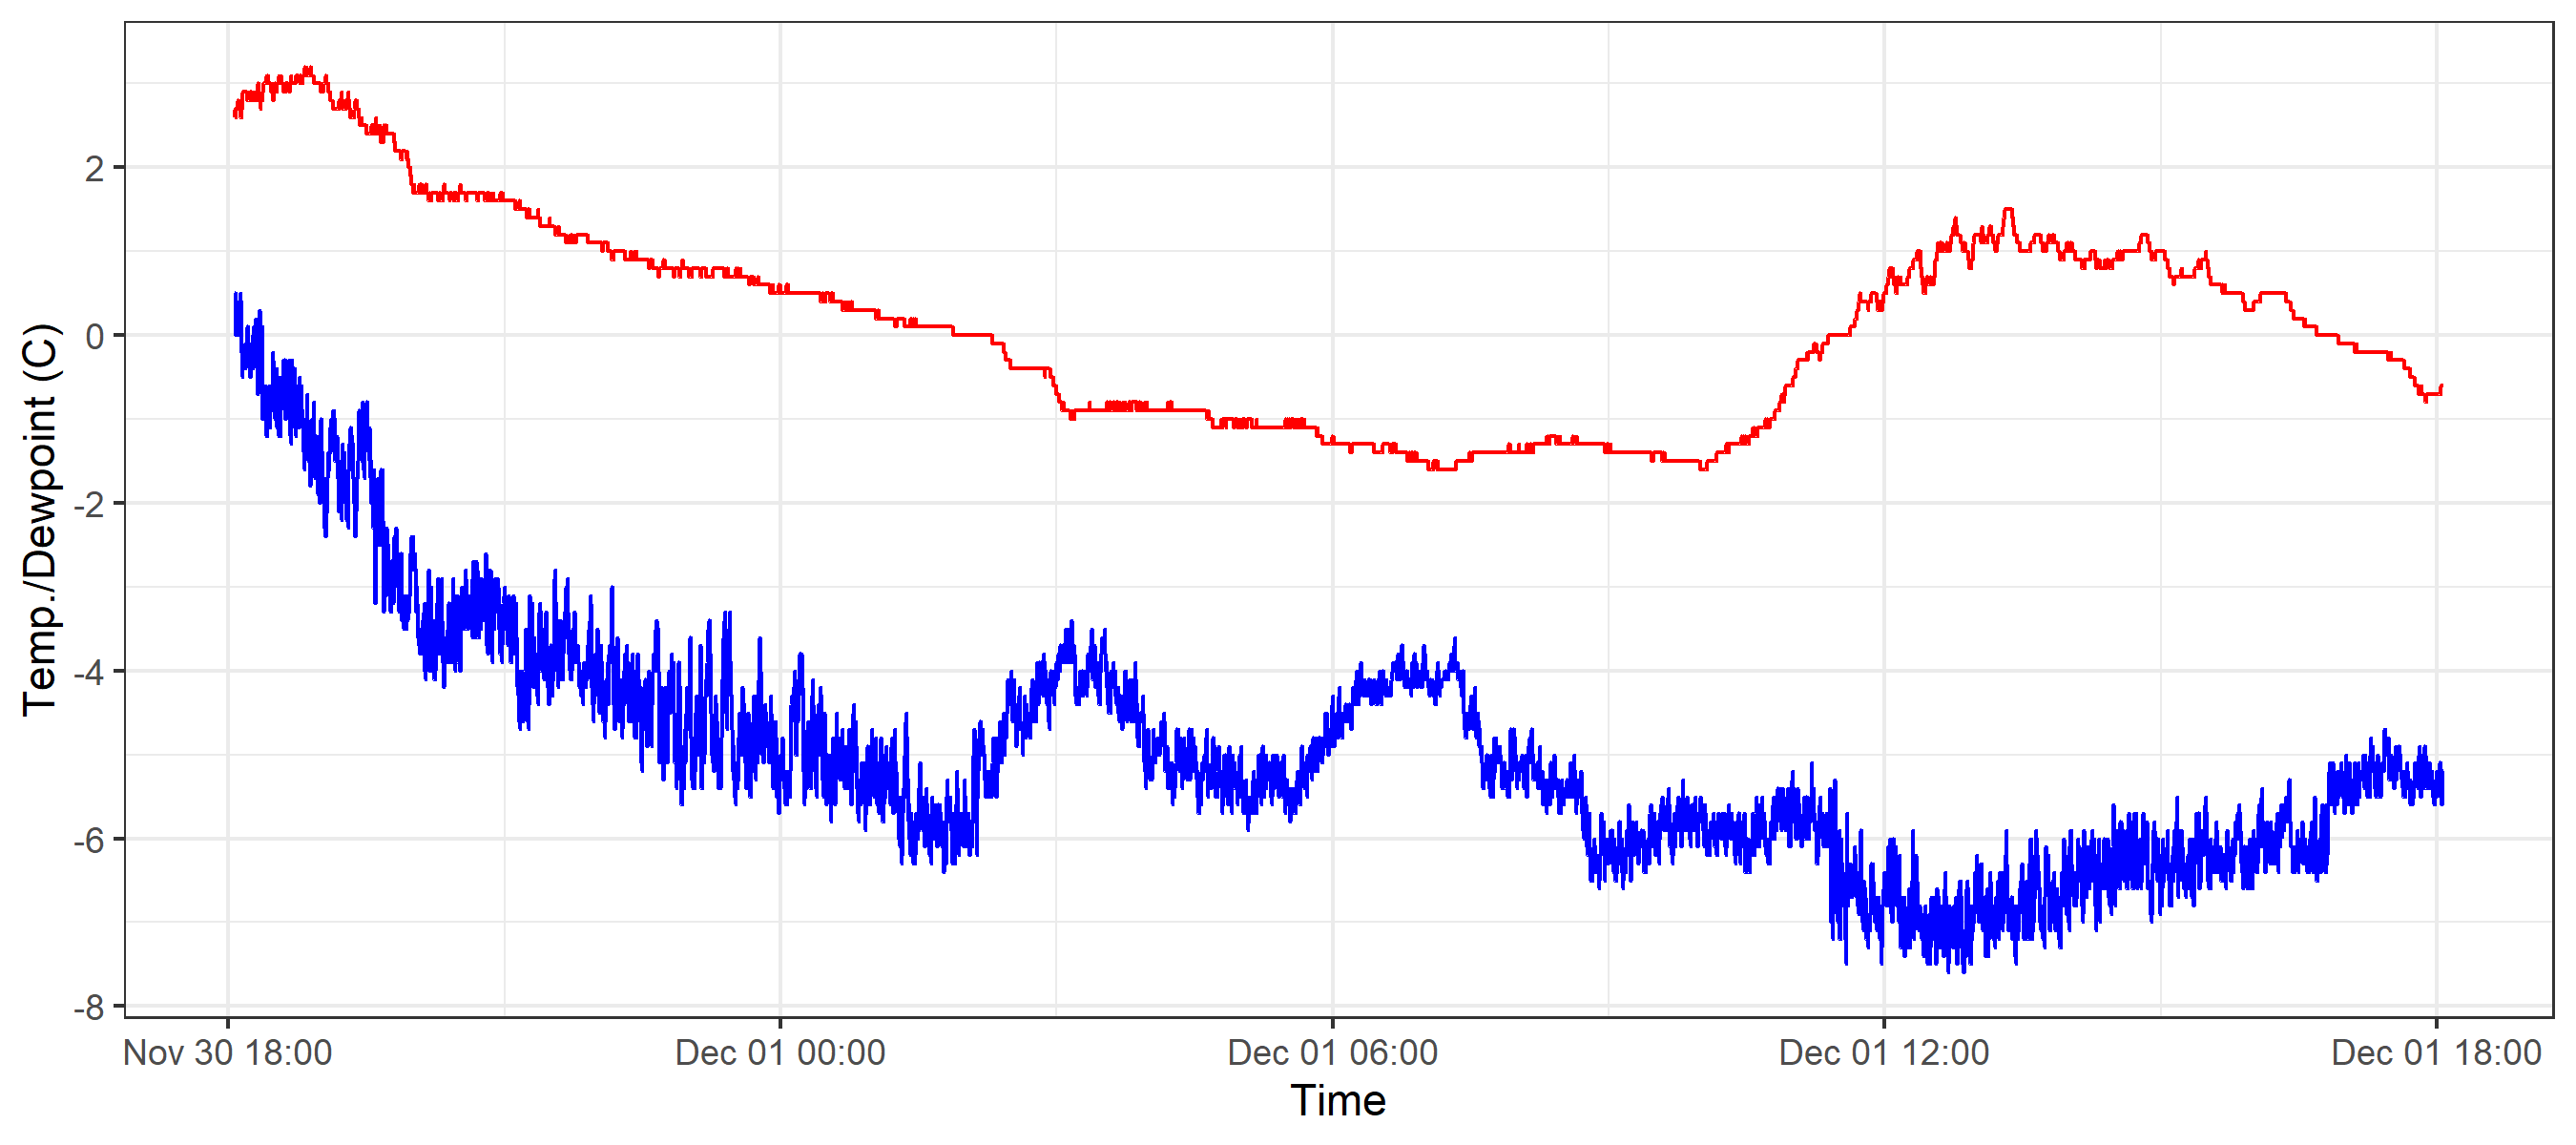 Temp./Dewpoint (C)
2
0
-2
-4
-6
-8
Nov 30 18:00
Dec 01 00:00
Dec 01 06:00
Dec 01 12:00
Dec 01 18:00
Time